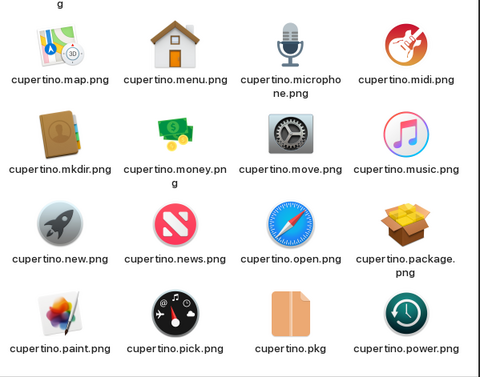 g
3D
cupertino.map.png cupertino.menu.png cupertino.micropho cupertino.midi.png
ne.png
cupertino.mkdir.png cupertino.money.pn cupertino.move.png cupertino.music.png
g
cupertino.new.png cupertino.news.png cupertino.open.png cupertino.package.
png
cupertino.paint.png cupertino.pick.png cupertino.pkg cupertino.power.png